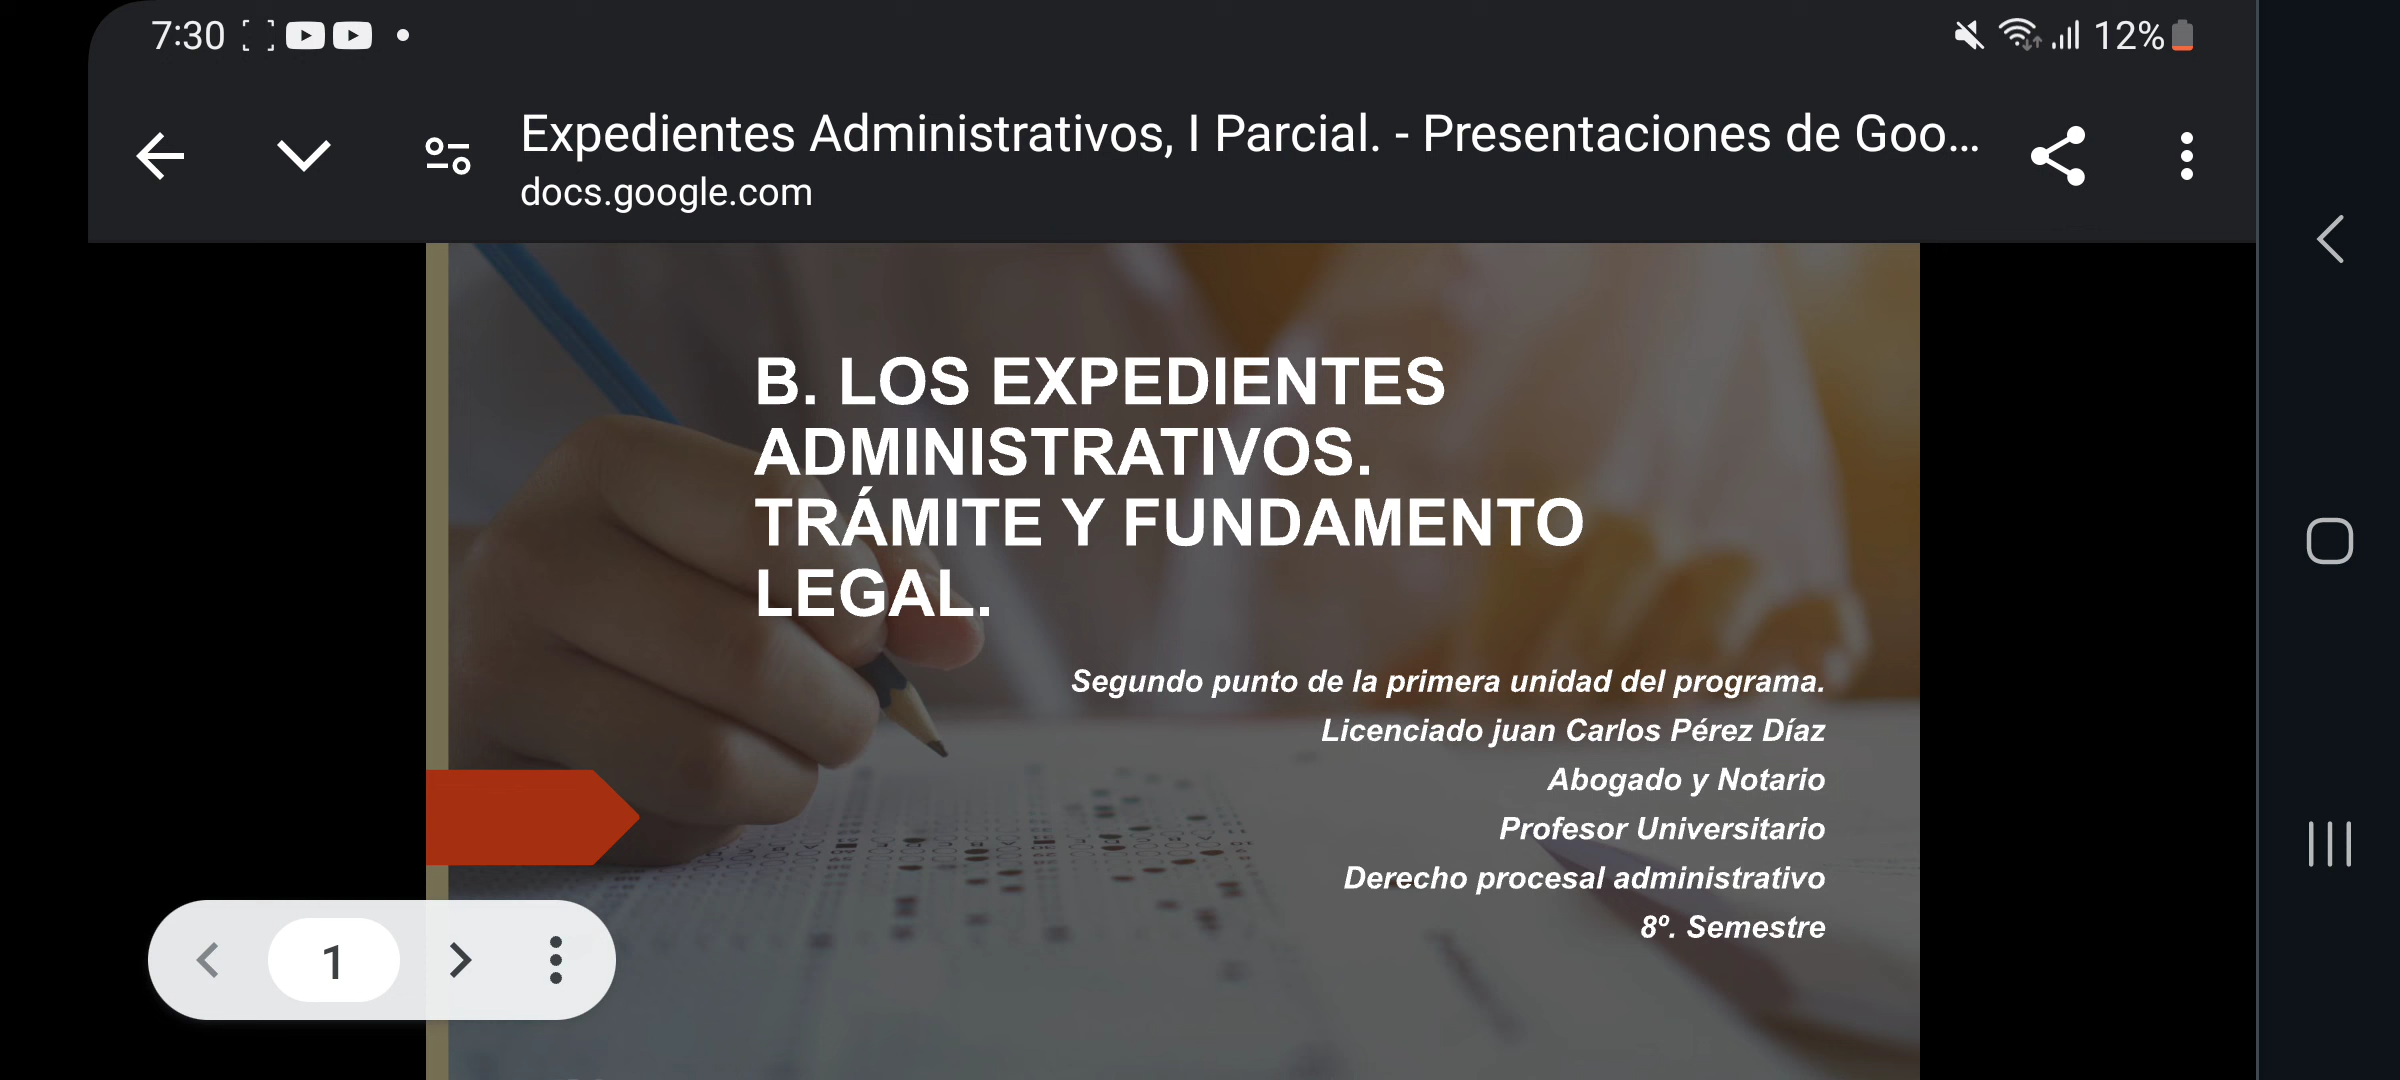 7:30
12%
Expedientes Administrativos, I Parcial. - Presentaciones de Goo...
docs.google.com
B. LOS EXPEDIENTES
ADMINISTRATIVOS.
TRÁMITE Y FUNDAMENTO
LEGAL.
Segundo punto de la primera unidad del programa.
Licenciado juan Carlos Pérez Díaz
Abogado y Notario
Profesor Universitario
Derecho procesal administrativo
8º. Semestre
1